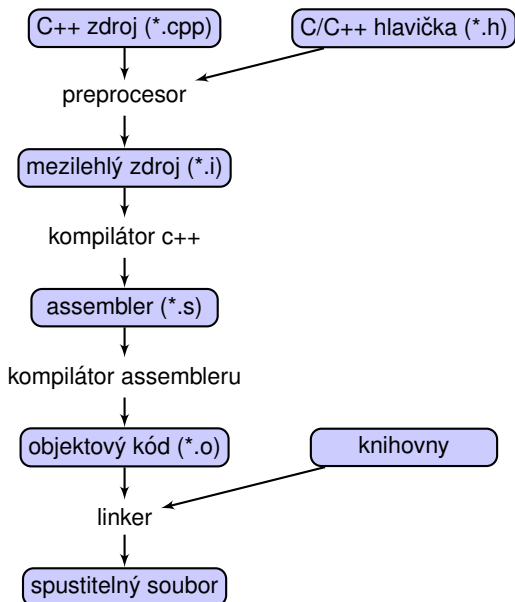 C++ zdroj (*.cpp)
C/C++ hlavička (*.h)
preprocesor
mezilehlý zdroj (*.i)
kompilátor c++
assembler (*.s)
kompilátor assembleru
objektový kód (*.o)
knihovny
linker
spustitelný soubor